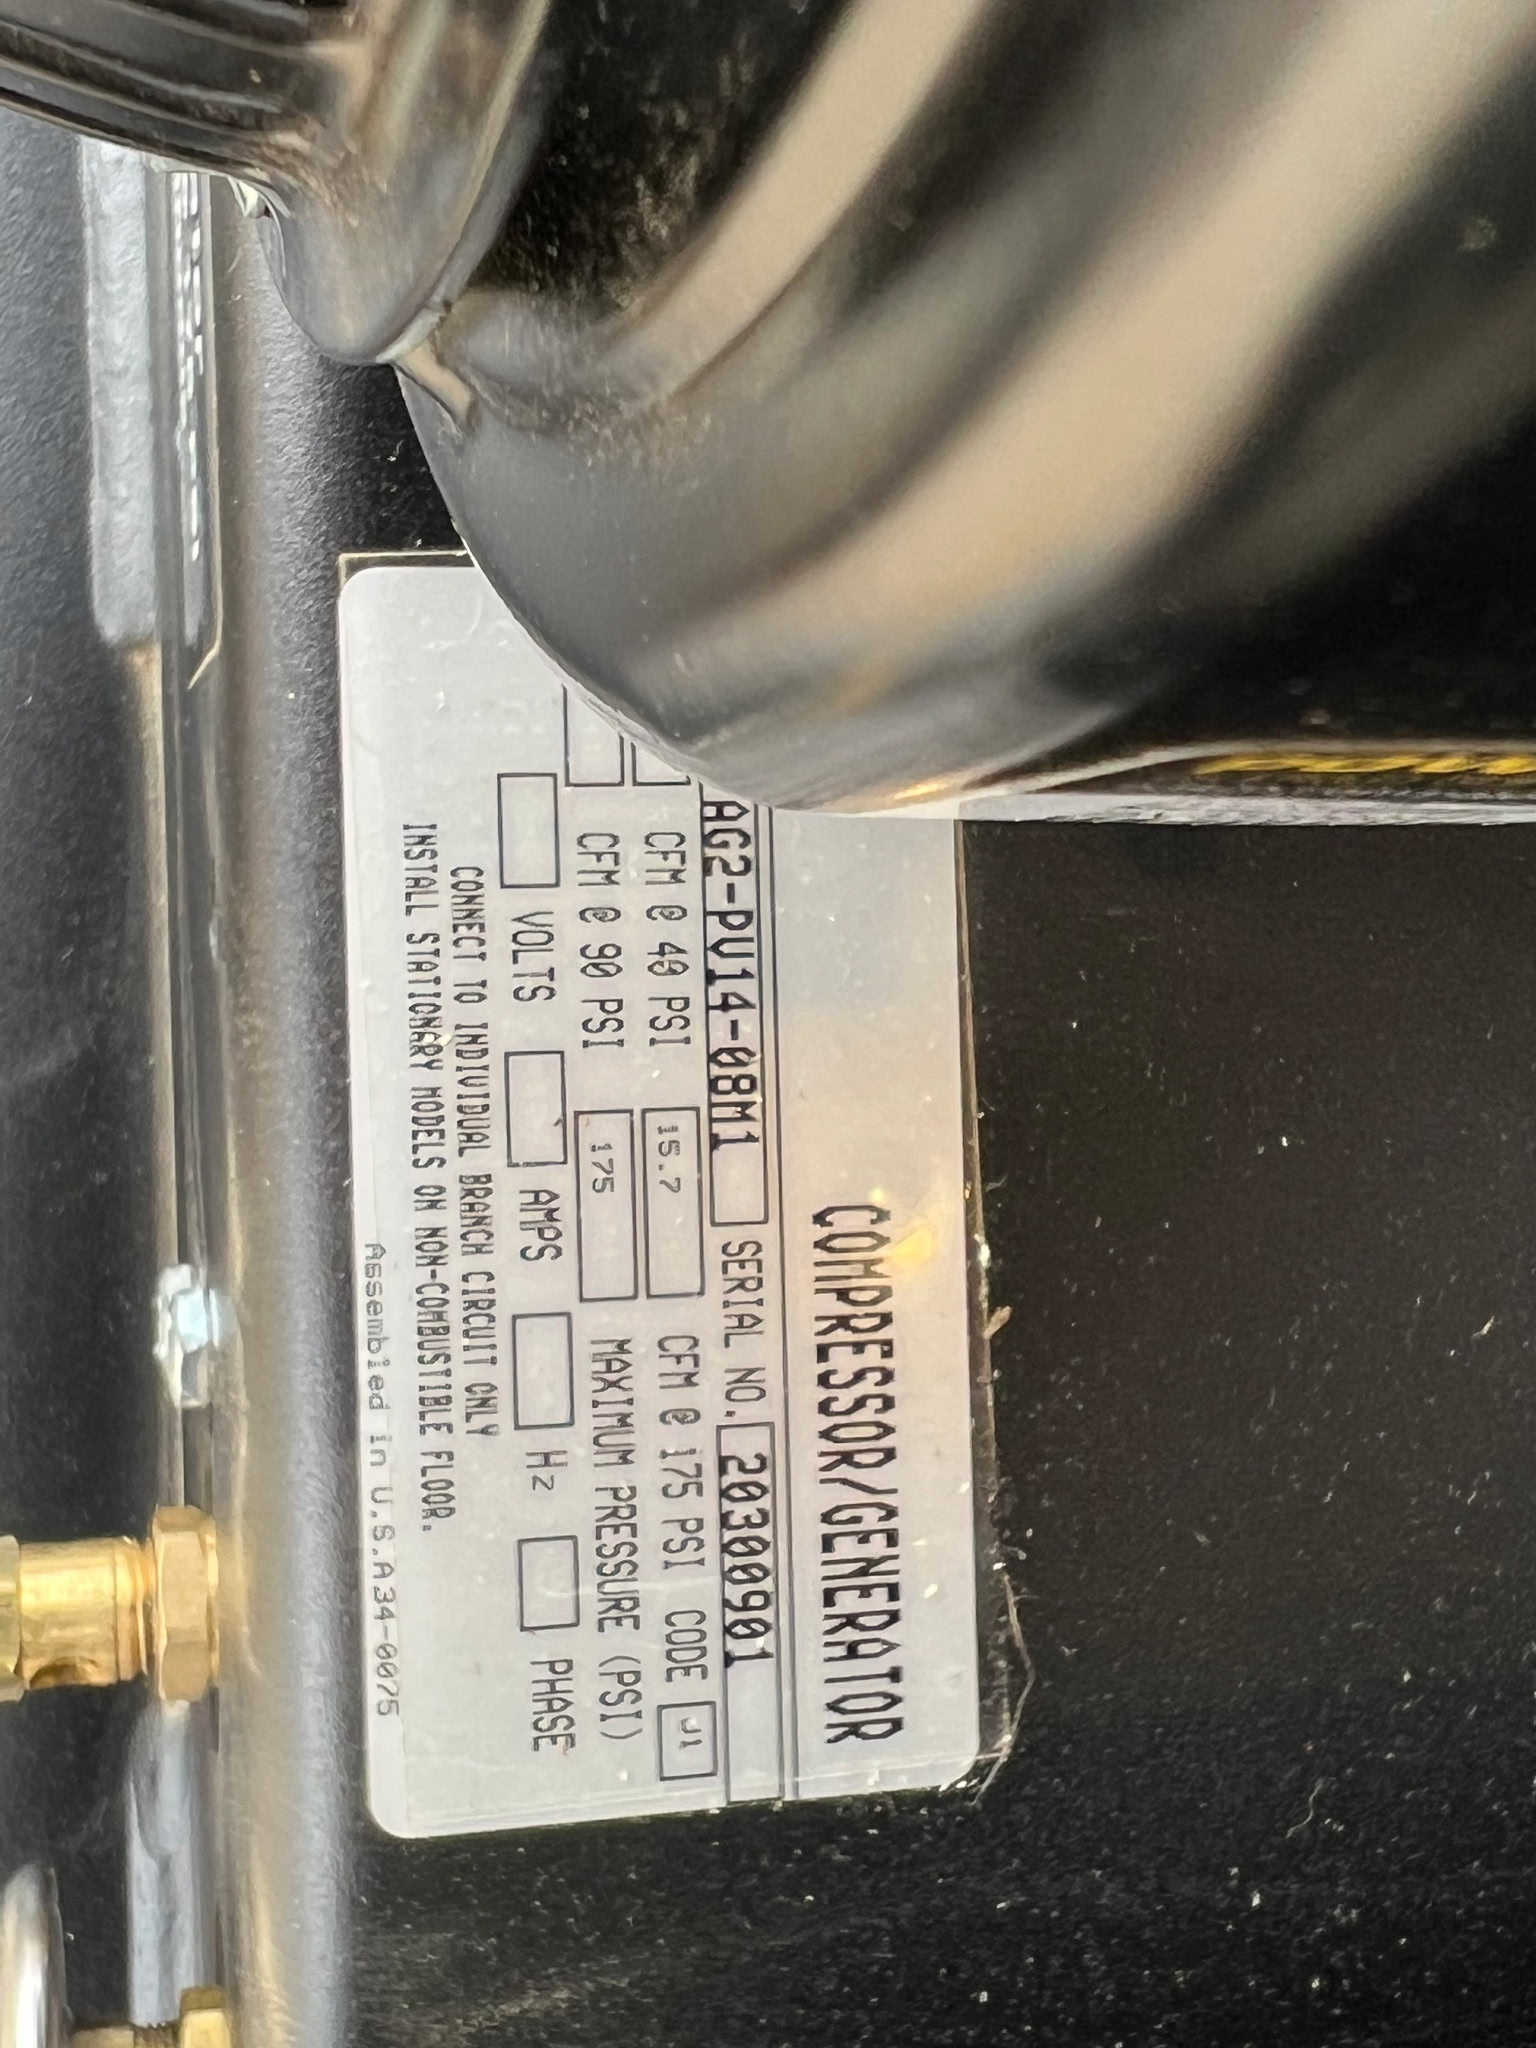 COMPRESSOR/GENERATOR
AG2-PV14-08M1 SERIAL NO. 20300901
CFM @ 40 PSI 15.7 CFM @ 175 PSI CODE J1
CFM @ 90 PSI 175 MAXIMUM PRESSURE (PSI)
VOLTS AMPS Hz PHASE
CONNECT TO INDIVIDUAL BRANCH CIRCUIT ONLY
INSTALL STATIONARY MODELS ON NON-COMBUSTIBLE FLOOR.
Assembled in U.S.A 34-0075